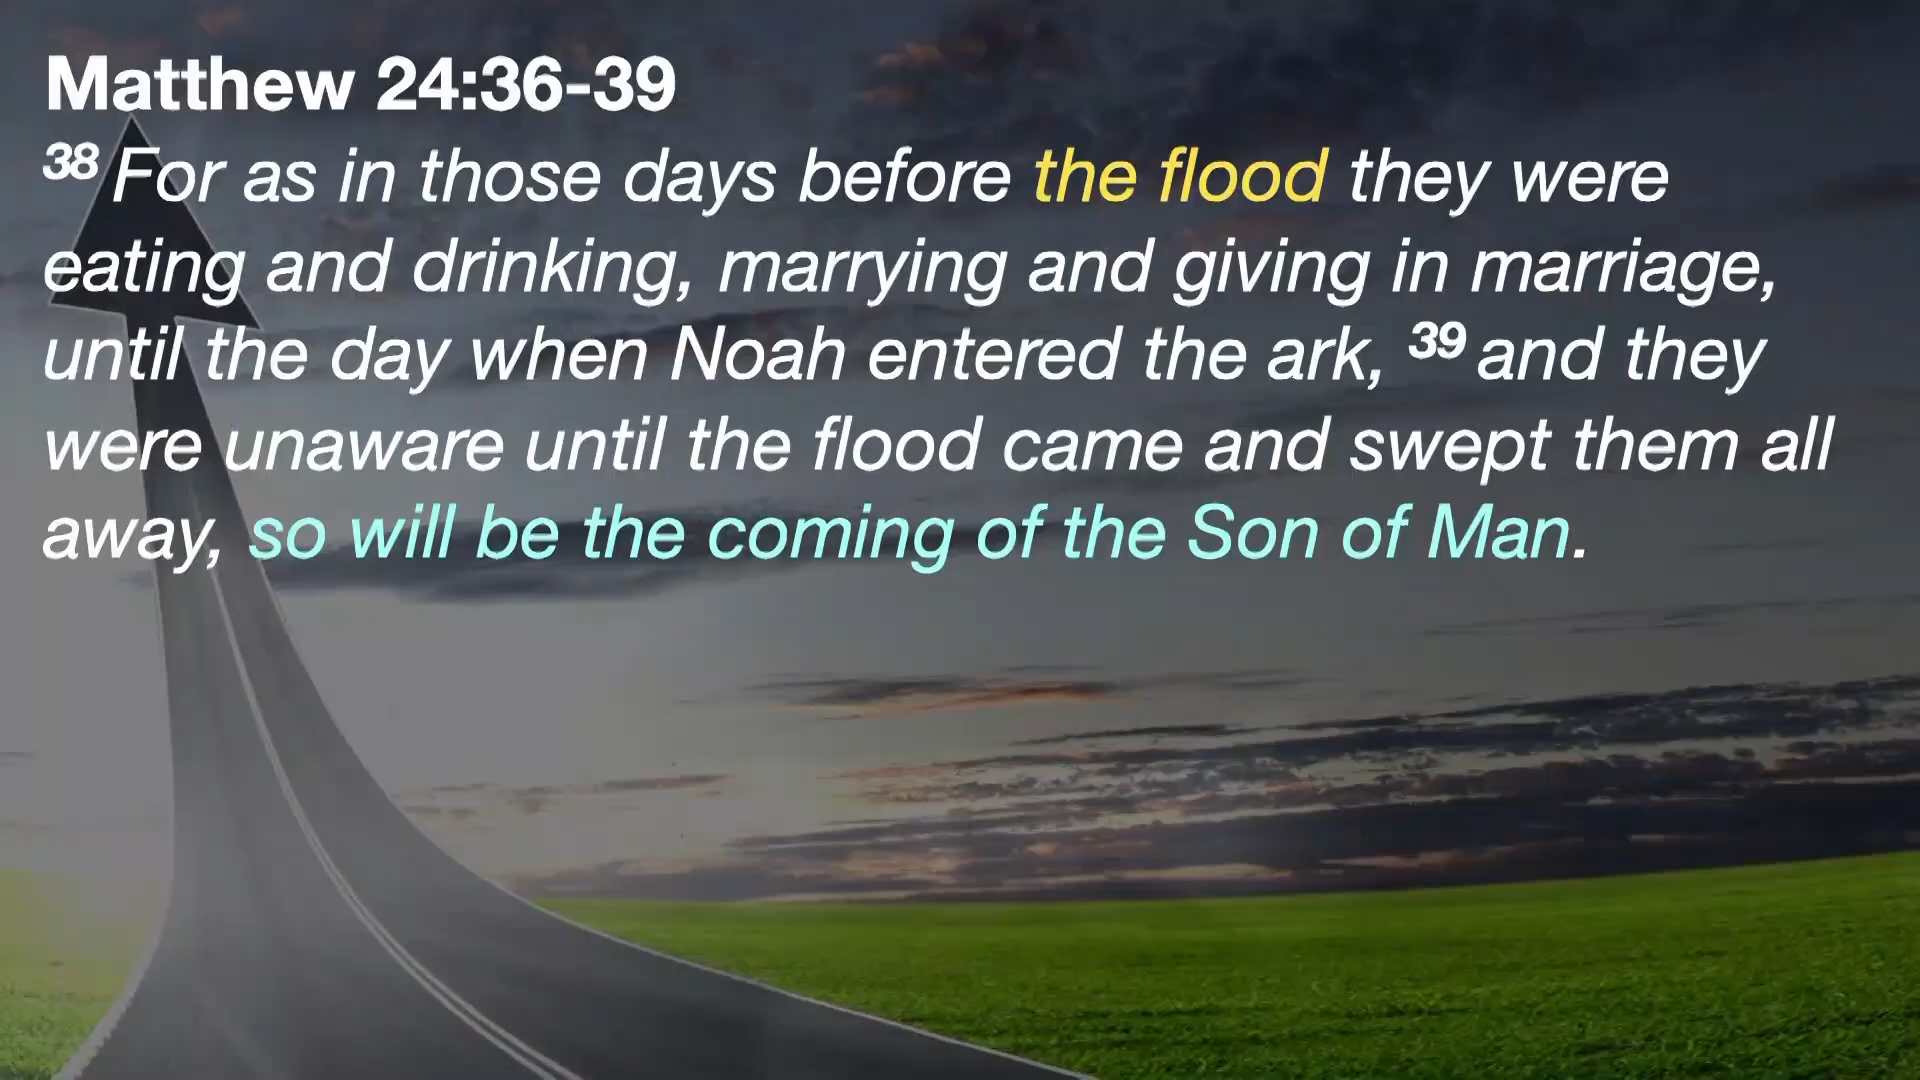 Matthew 24:36-39
38 For as in those days before the flood they were
eating and drinking, marrying and giving in marriage,
until the day when Noah entered the ark, 39 and they
were unaware until the flood came and swept them all
away, so will be the coming of the Son of Man.